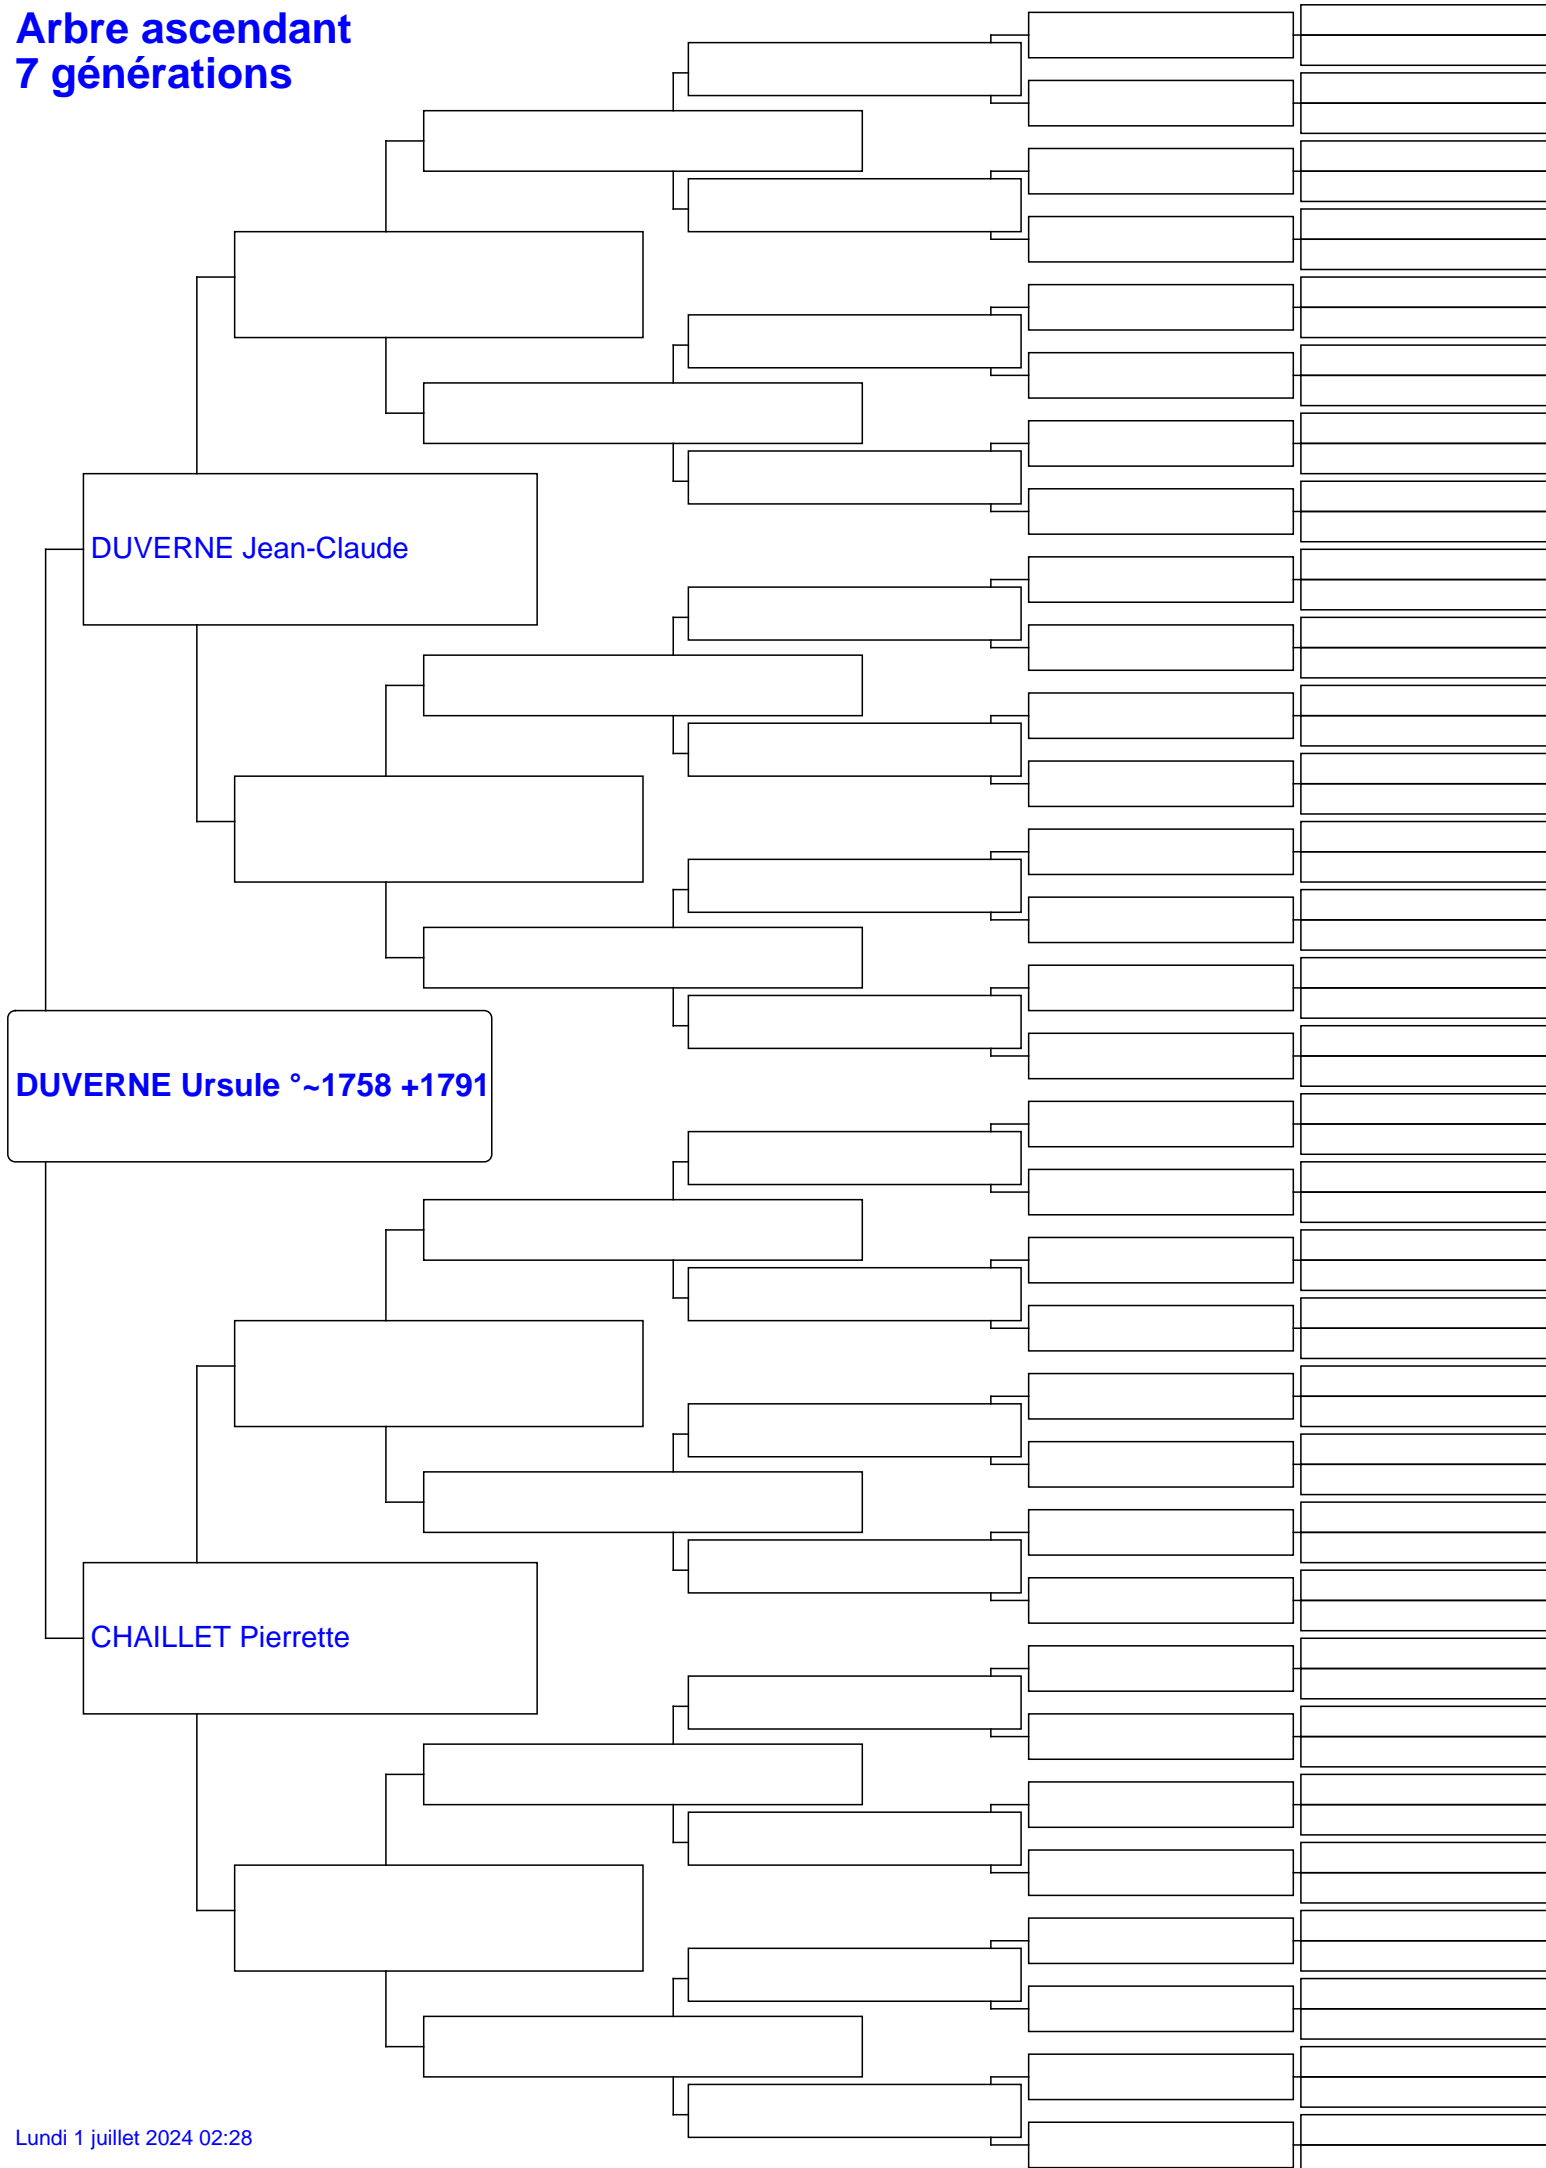 Arbre ascendant
7 générations
DUVERNE Jean-Claude
DUVERNE Ursule °~1758 +1791
CHAILLET Pierrette
Lundi 1 juillet 2024 02:28